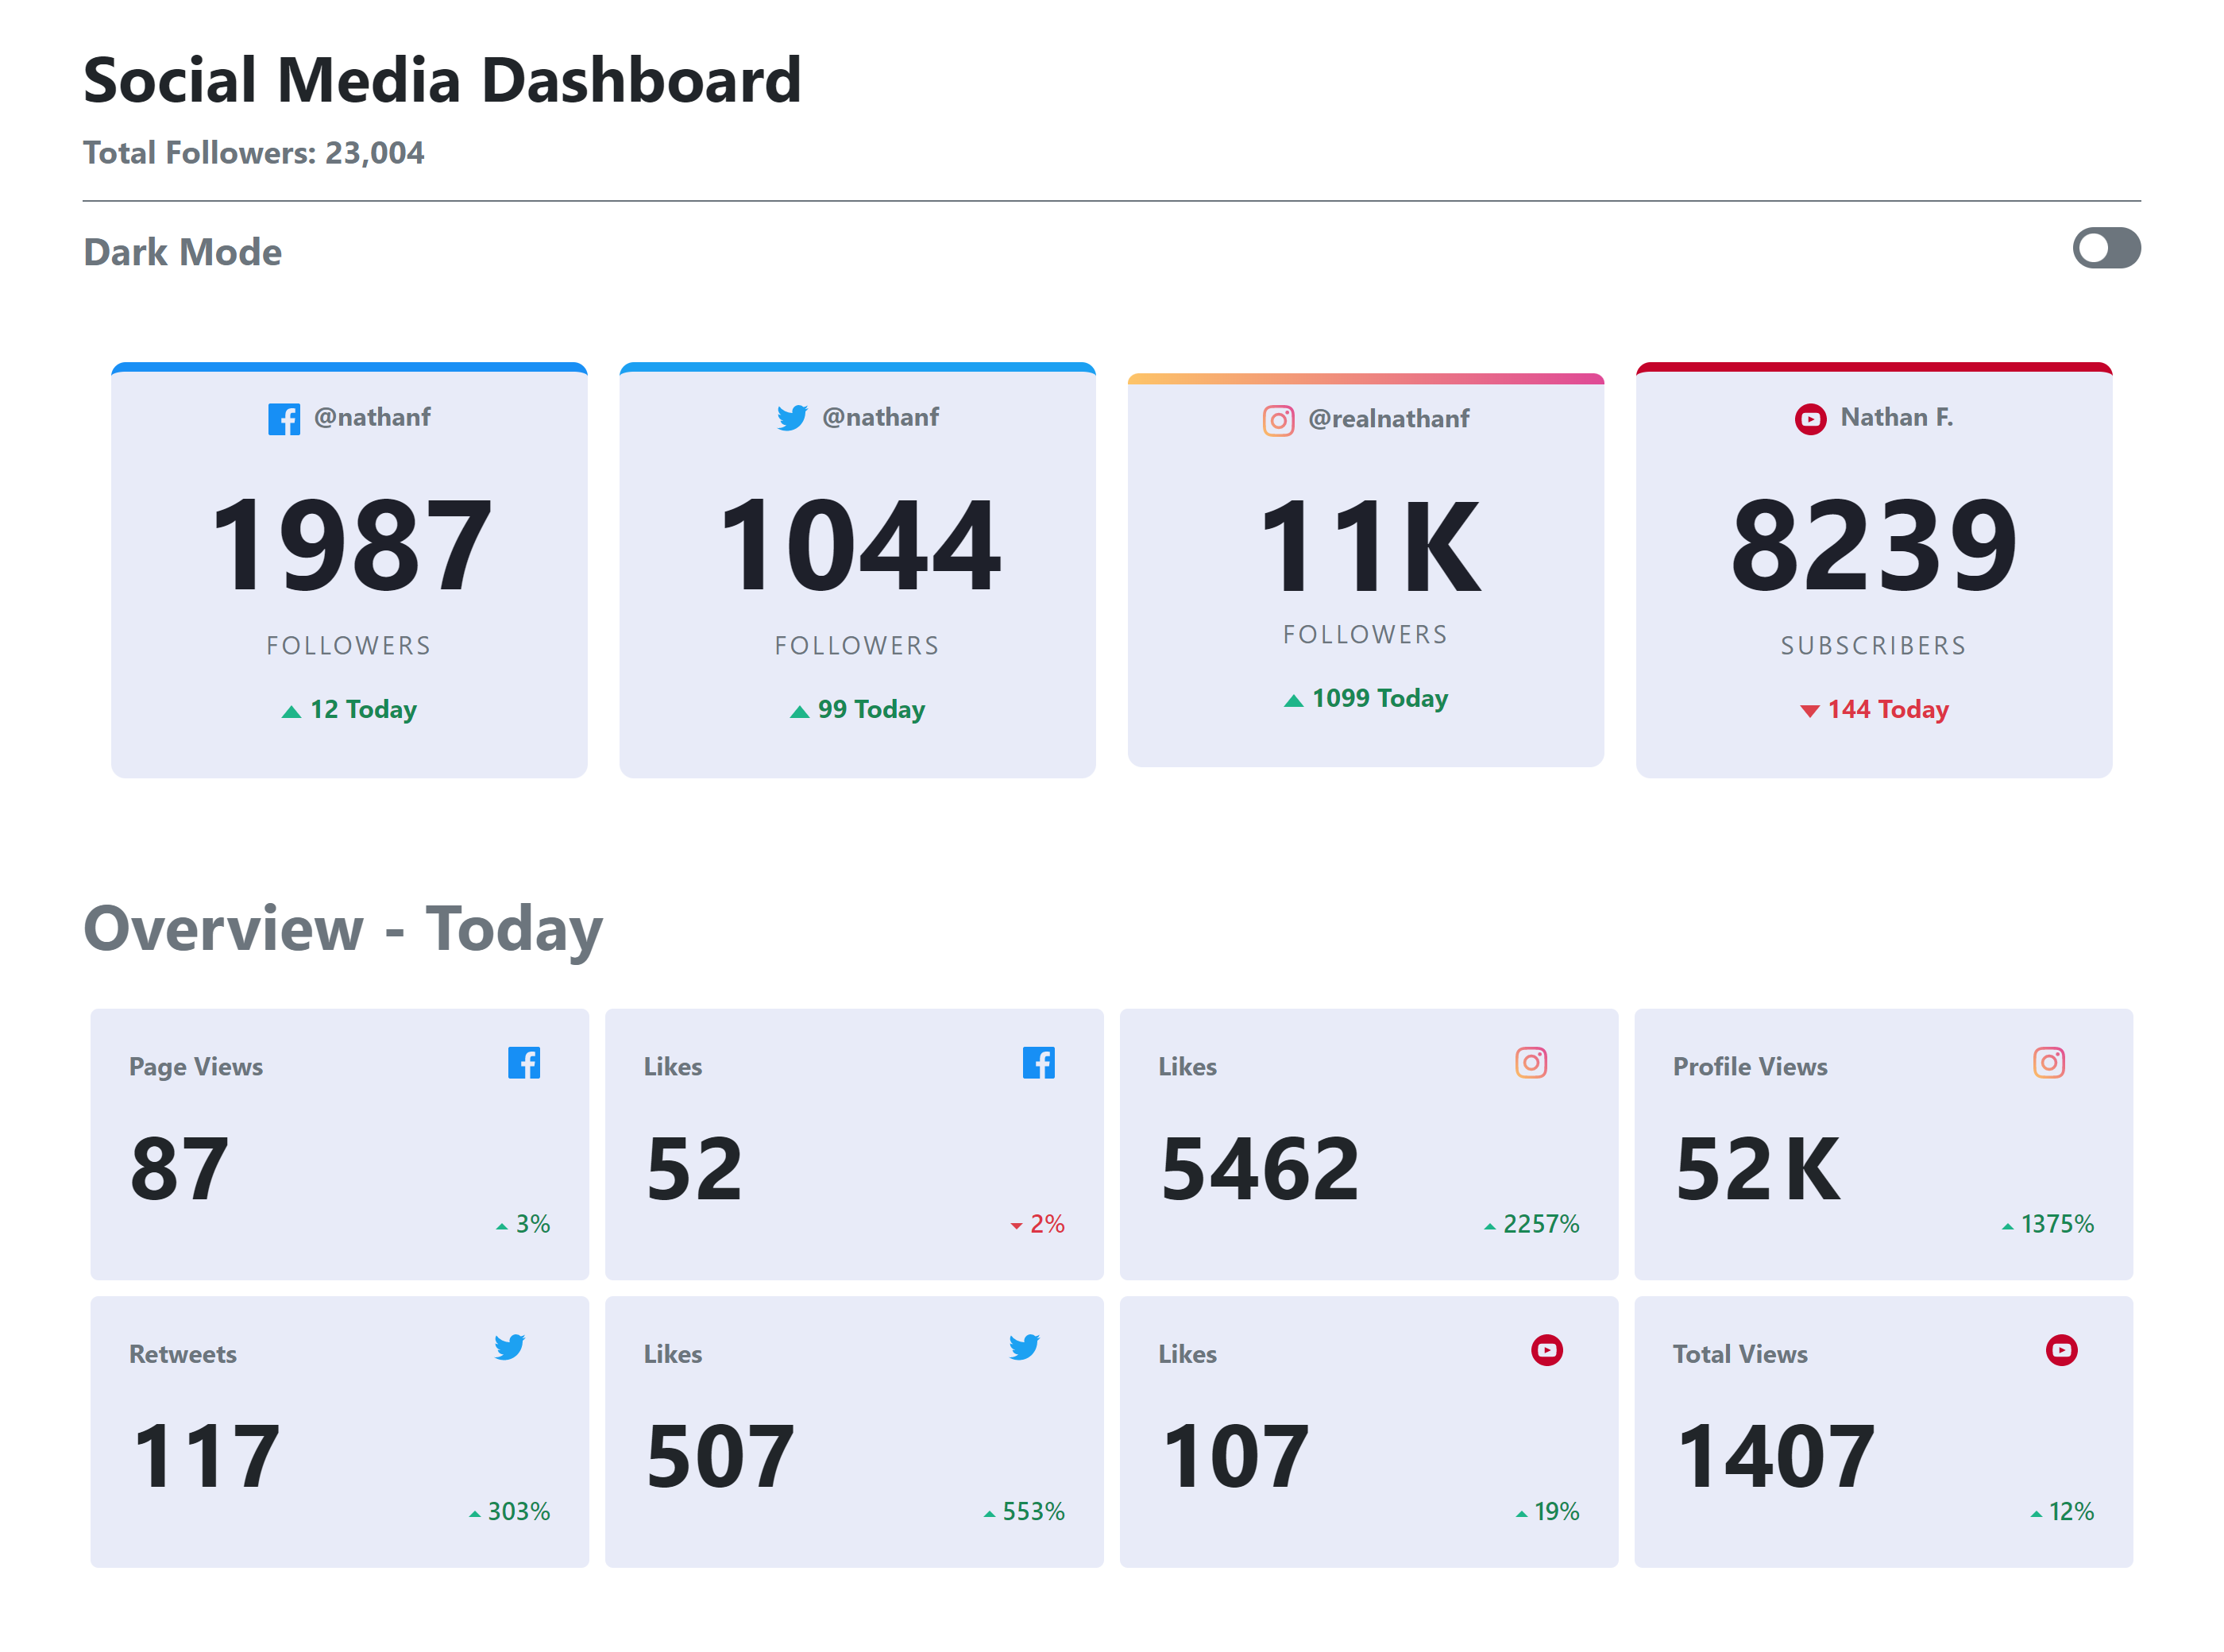 Social Media Dashboard
Total Followers: 23,004
Dark Mode
@nathanf
1987
FOLLOWERS
12 Today
@nathanf
1044
FOLLOWERS
99 Today
@realnathanf
11K
FOLLOWERS
1099 Today
Nathan F.
8239
SUBSCRIBERS
144 Today
Overview - Today
Page Views
87
3%
Likes
52
2%
Likes
5462
2257%
Profile Views
52K
1375%
Retweets
117
303%
Likes
507
553%
Likes
107
19%
Total Views
1407
12%